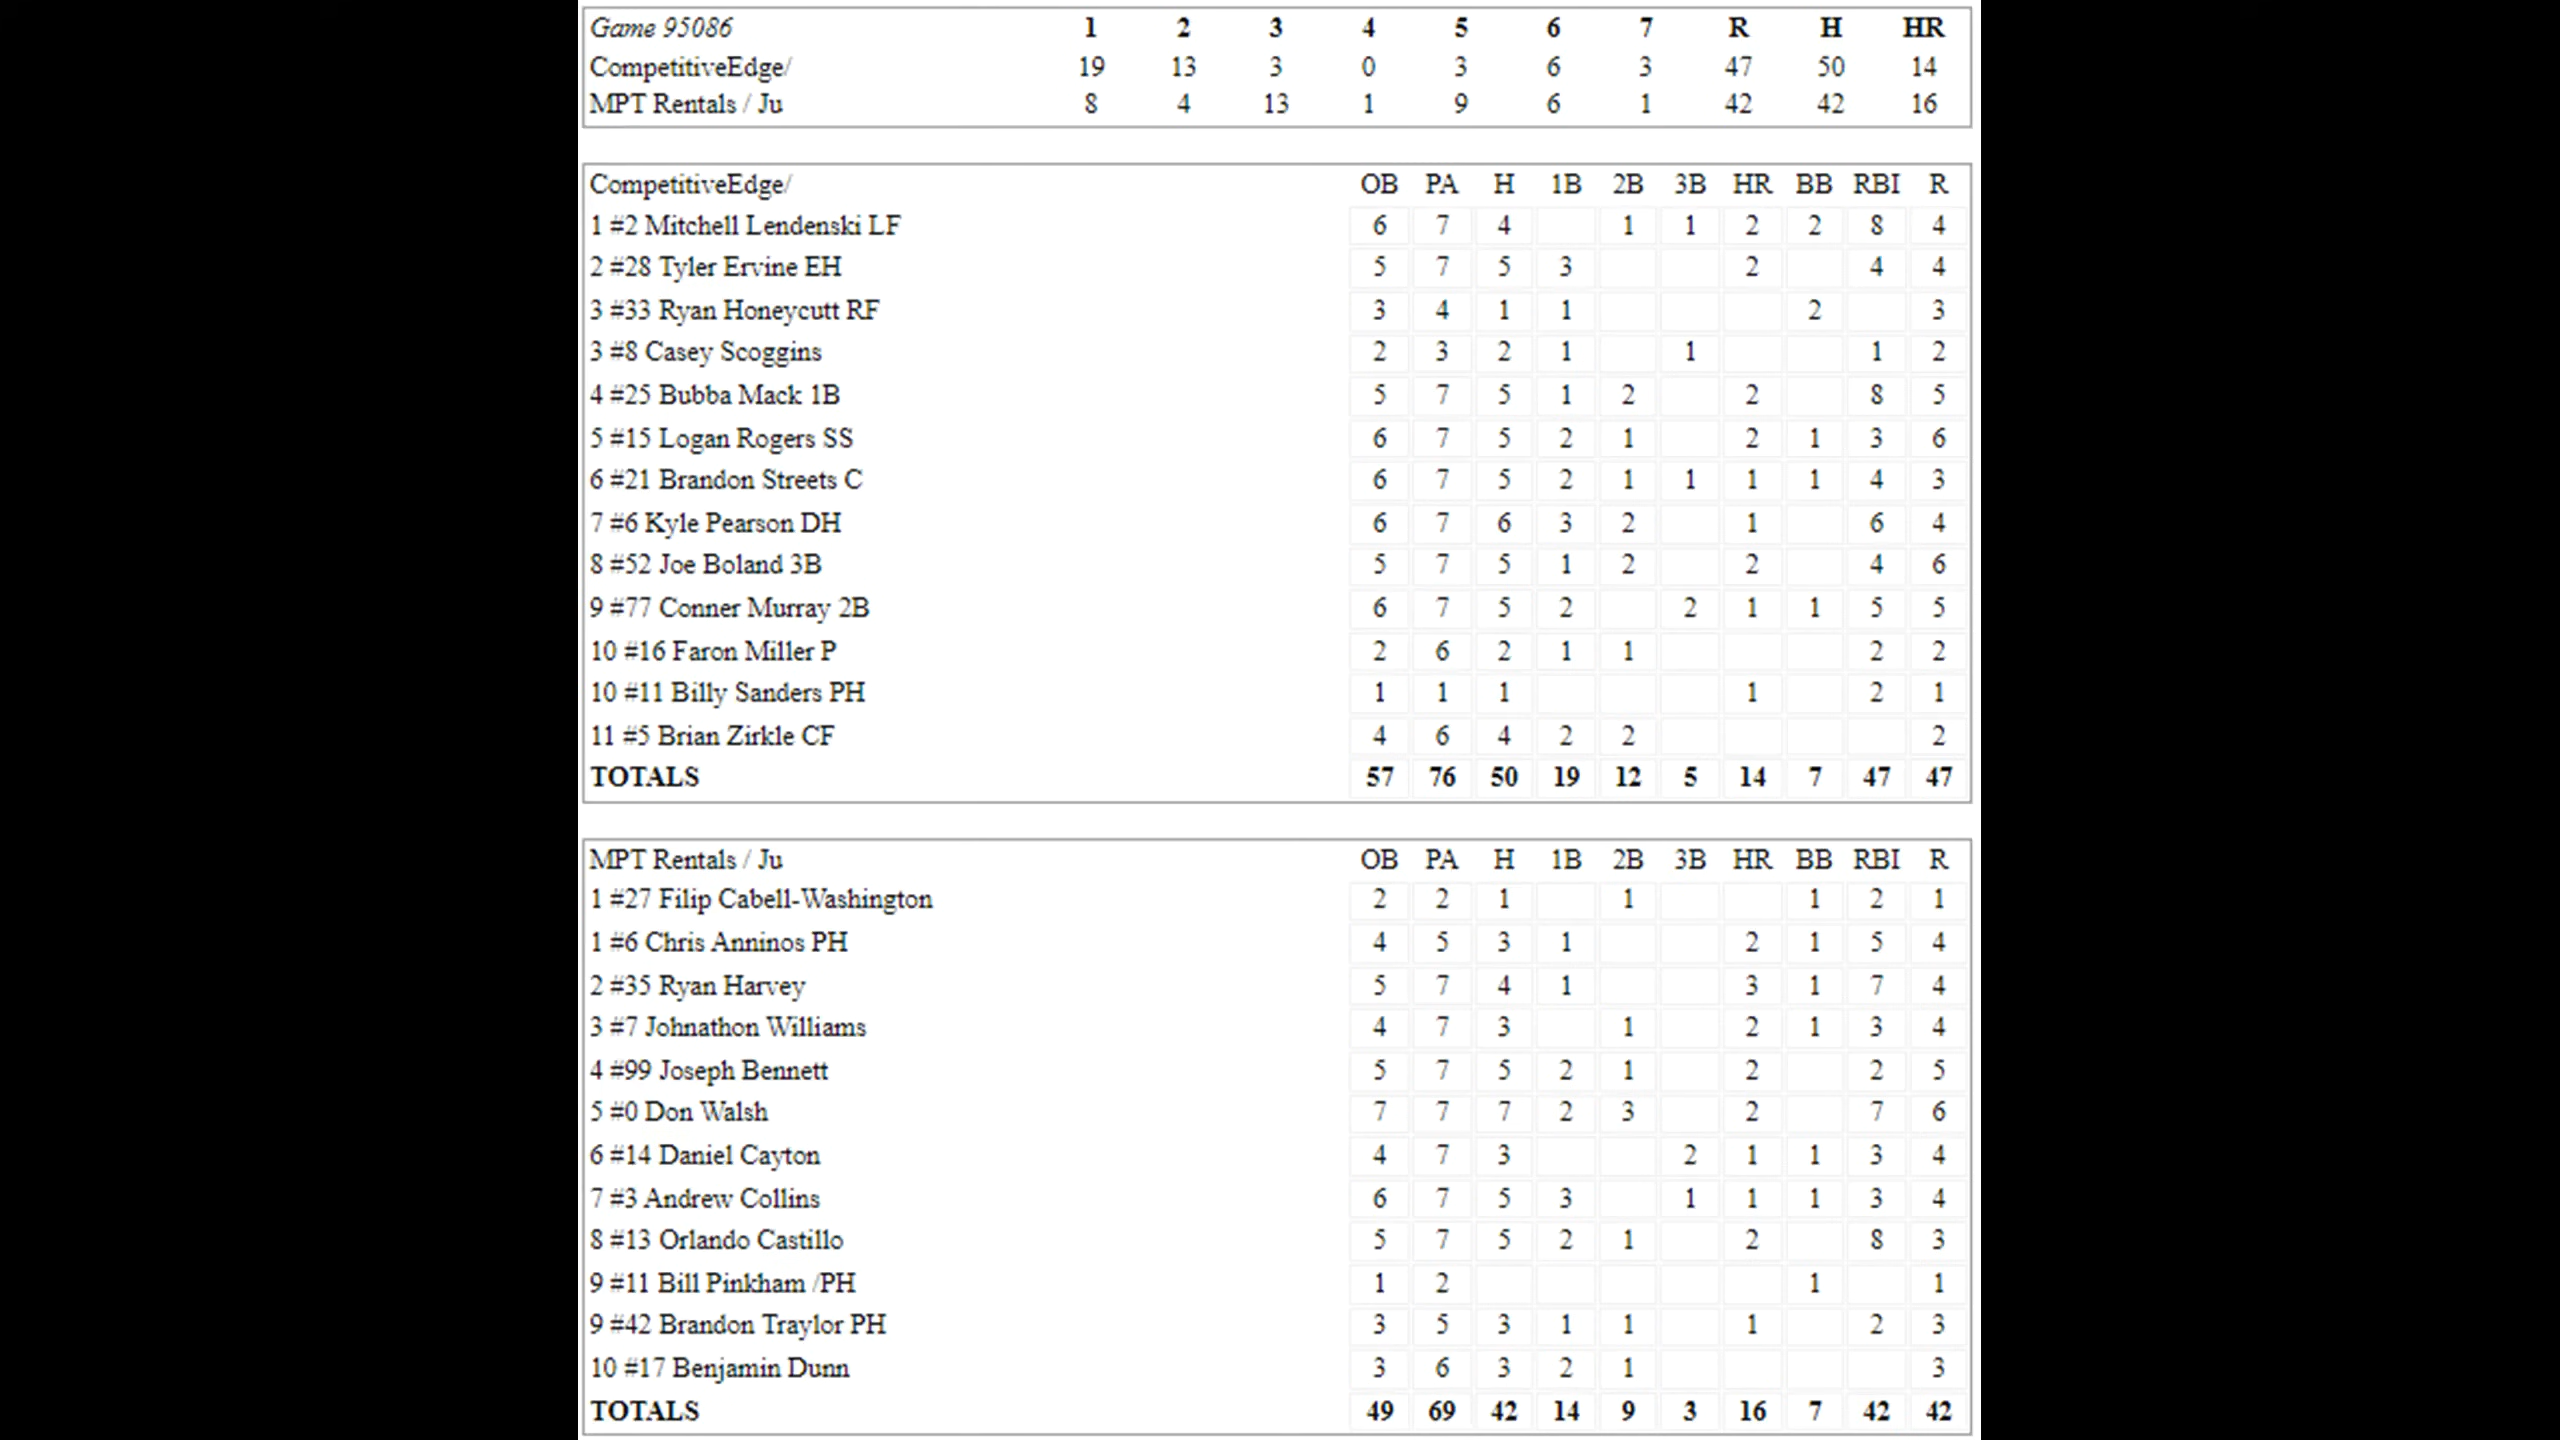 Game 95086 1 2 3 4 5 6 7 R H HR
CompetitiveEdge/ 19 13 3 0 3 6 3 47 50 14
MPT Rentals / Ju 8 4 13 1 9 6 1 42 42 16
CompetitiveEdge/ OB PA H 1B 2B 3B HR BB RBI R
1 #2 Mitchell Lendenski LF 6 7 4 1 1 2 2 8 4
2 #28 Tyler Ervine EH 5 7 5 3 2 4 4
3 #33 Ryan Honeycutt RF 3 4 1 1 2 3
3 #8 Casey Scoggins 2 3 2 1 1 1 2
4 #25 Bubba Mack 1B 5 7 5 1 2 2 8 5
5 #15 Logan Rogers SS 6 7 5 2 1 2 1 3 6
6 #21 Brandon Streets C 6 7 5 2 1 1 1 1 4 3
7 #6 Kyle Pearson DH 6 7 6 3 2 1 6 4
8 #52 Joe Boland 3B 5 7 5 1 2 2 4 6
9 #77 Conner Murray 2B 6 7 5 2 2 1 1 5 5
10 #16 Faron Miller P 2 6 2 1 1 2 2
10 #11 Billy Sanders PH 1 1 1 1 2 1
11 #5 Brian Zirkle CF 4 6 4 2 2 2
TOTALS 57 76 50 19 12 5 14 7 47 47
MPT Rentals / Ju OB PA H 1B 2B 3B HR BB RBI R
1 #27 Filip Cabell-Washington 2 2 1 1 1 2 1
1 #6 Chris Anninos PH 4 5 3 1 2 1 5 4
2 #35 Ryan Harvey 5 7 4 1 3 1 7 4
3 #7 Johnathon Williams 4 7 3 1 2 1 3 4
4 #99 Joseph Bennett 5 7 5 2 1 2 2 5
5 #0 Don Walsh 7 7 7 2 3 2 7 6
6 #14 Daniel Cayton 4 7 3 2 1 1 3 4
7 #3 Andrew Collins 6 7 5 3 1 1 1 3 4
8 #13 Orlando Castillo 5 7 5 2 1 2 8 3
9 #11 Bill Pinkham /PH 1 2 1 1
9 #42 Brandon Traylor PH 3 5 3 1 1 1 2 3
10 #17 Benjamin Dunn 3 6 3 2 1 3
TOTALS 49 69 42 14 9 3 16 7 42 42